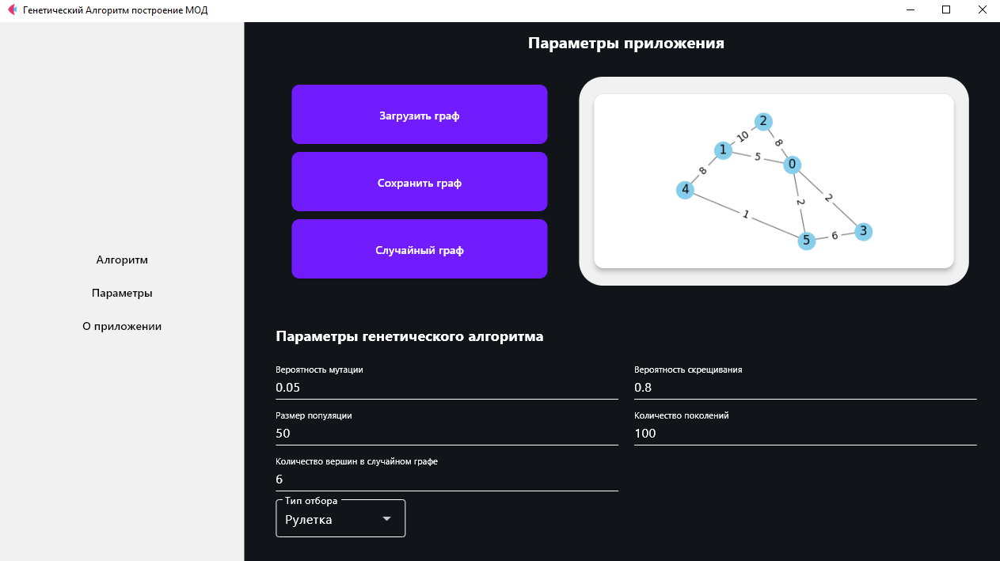 Генетический Алгоритм построение МОД
Параметры приложения
Алгоритм
Параметры
О приложении
Загрузить граф
Сохранить граф
Случайный граф
2
10
8
1
5
0
8
4
2
2
1
5
6
3
Параметры генетического алгоритма
Вероятность мутации
0.05
Вероятность скрещивания
0.8
Размер популяции
50
Количество поколений
100
Количество вершин в случайном графе
6
Тип отбора
Рулетка